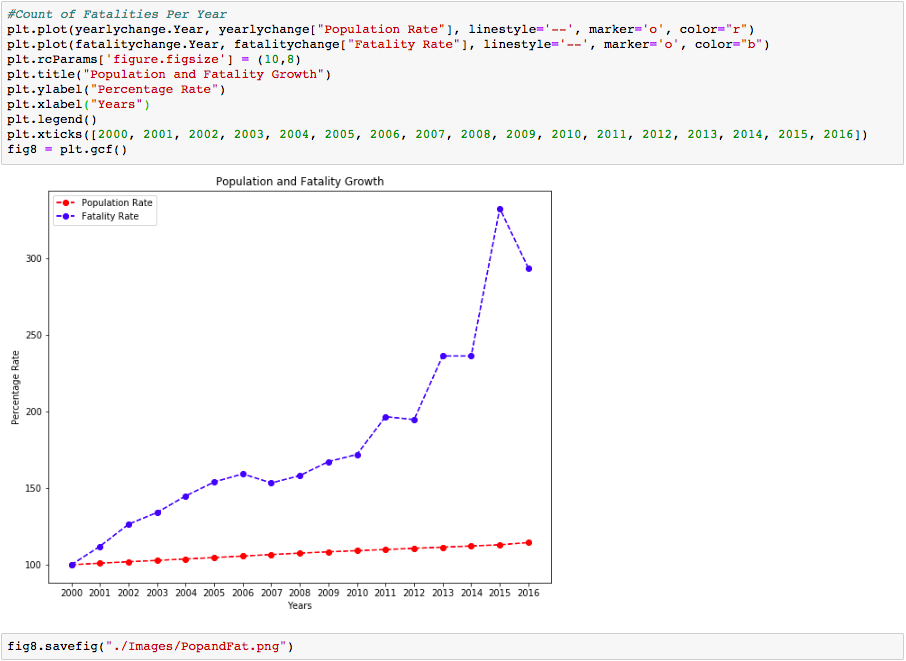 #Count of Fatalities Per Year
plt.plot(yearlychange.Year, yearlychange["Population Rate"], linestyle='--', marker='o', color="r")
plt.plot(fatalitychange.Year, fatalitychange["Fatality Rate"], linestyle='--', marker='o', color="b")
plt.rcParams['figure.figsize'] = (10,8)
plt.title("Population and Fatality Growth")
plt.ylabel("Percentage Rate")
plt.xlabel("Years")
plt.legend()
plt.xticks([2000, 2001, 2002, 2003, 2004, 2005, 2006, 2007, 2008, 2009, 2010, 2011, 2012, 2013, 2014, 2015, 2016])
fig8 = plt.gcf()
Population and Fatality Growth
Population Rate
Fatality Rate
300
250
200
150
100
Percentage Rate
2000 2001 2002 2003 2004 2005 2006 2007 2008 2009 2010 2011 2012 2013 2014 2015 2016
Years
fig8.savefig("./Images/PopandFat.png")